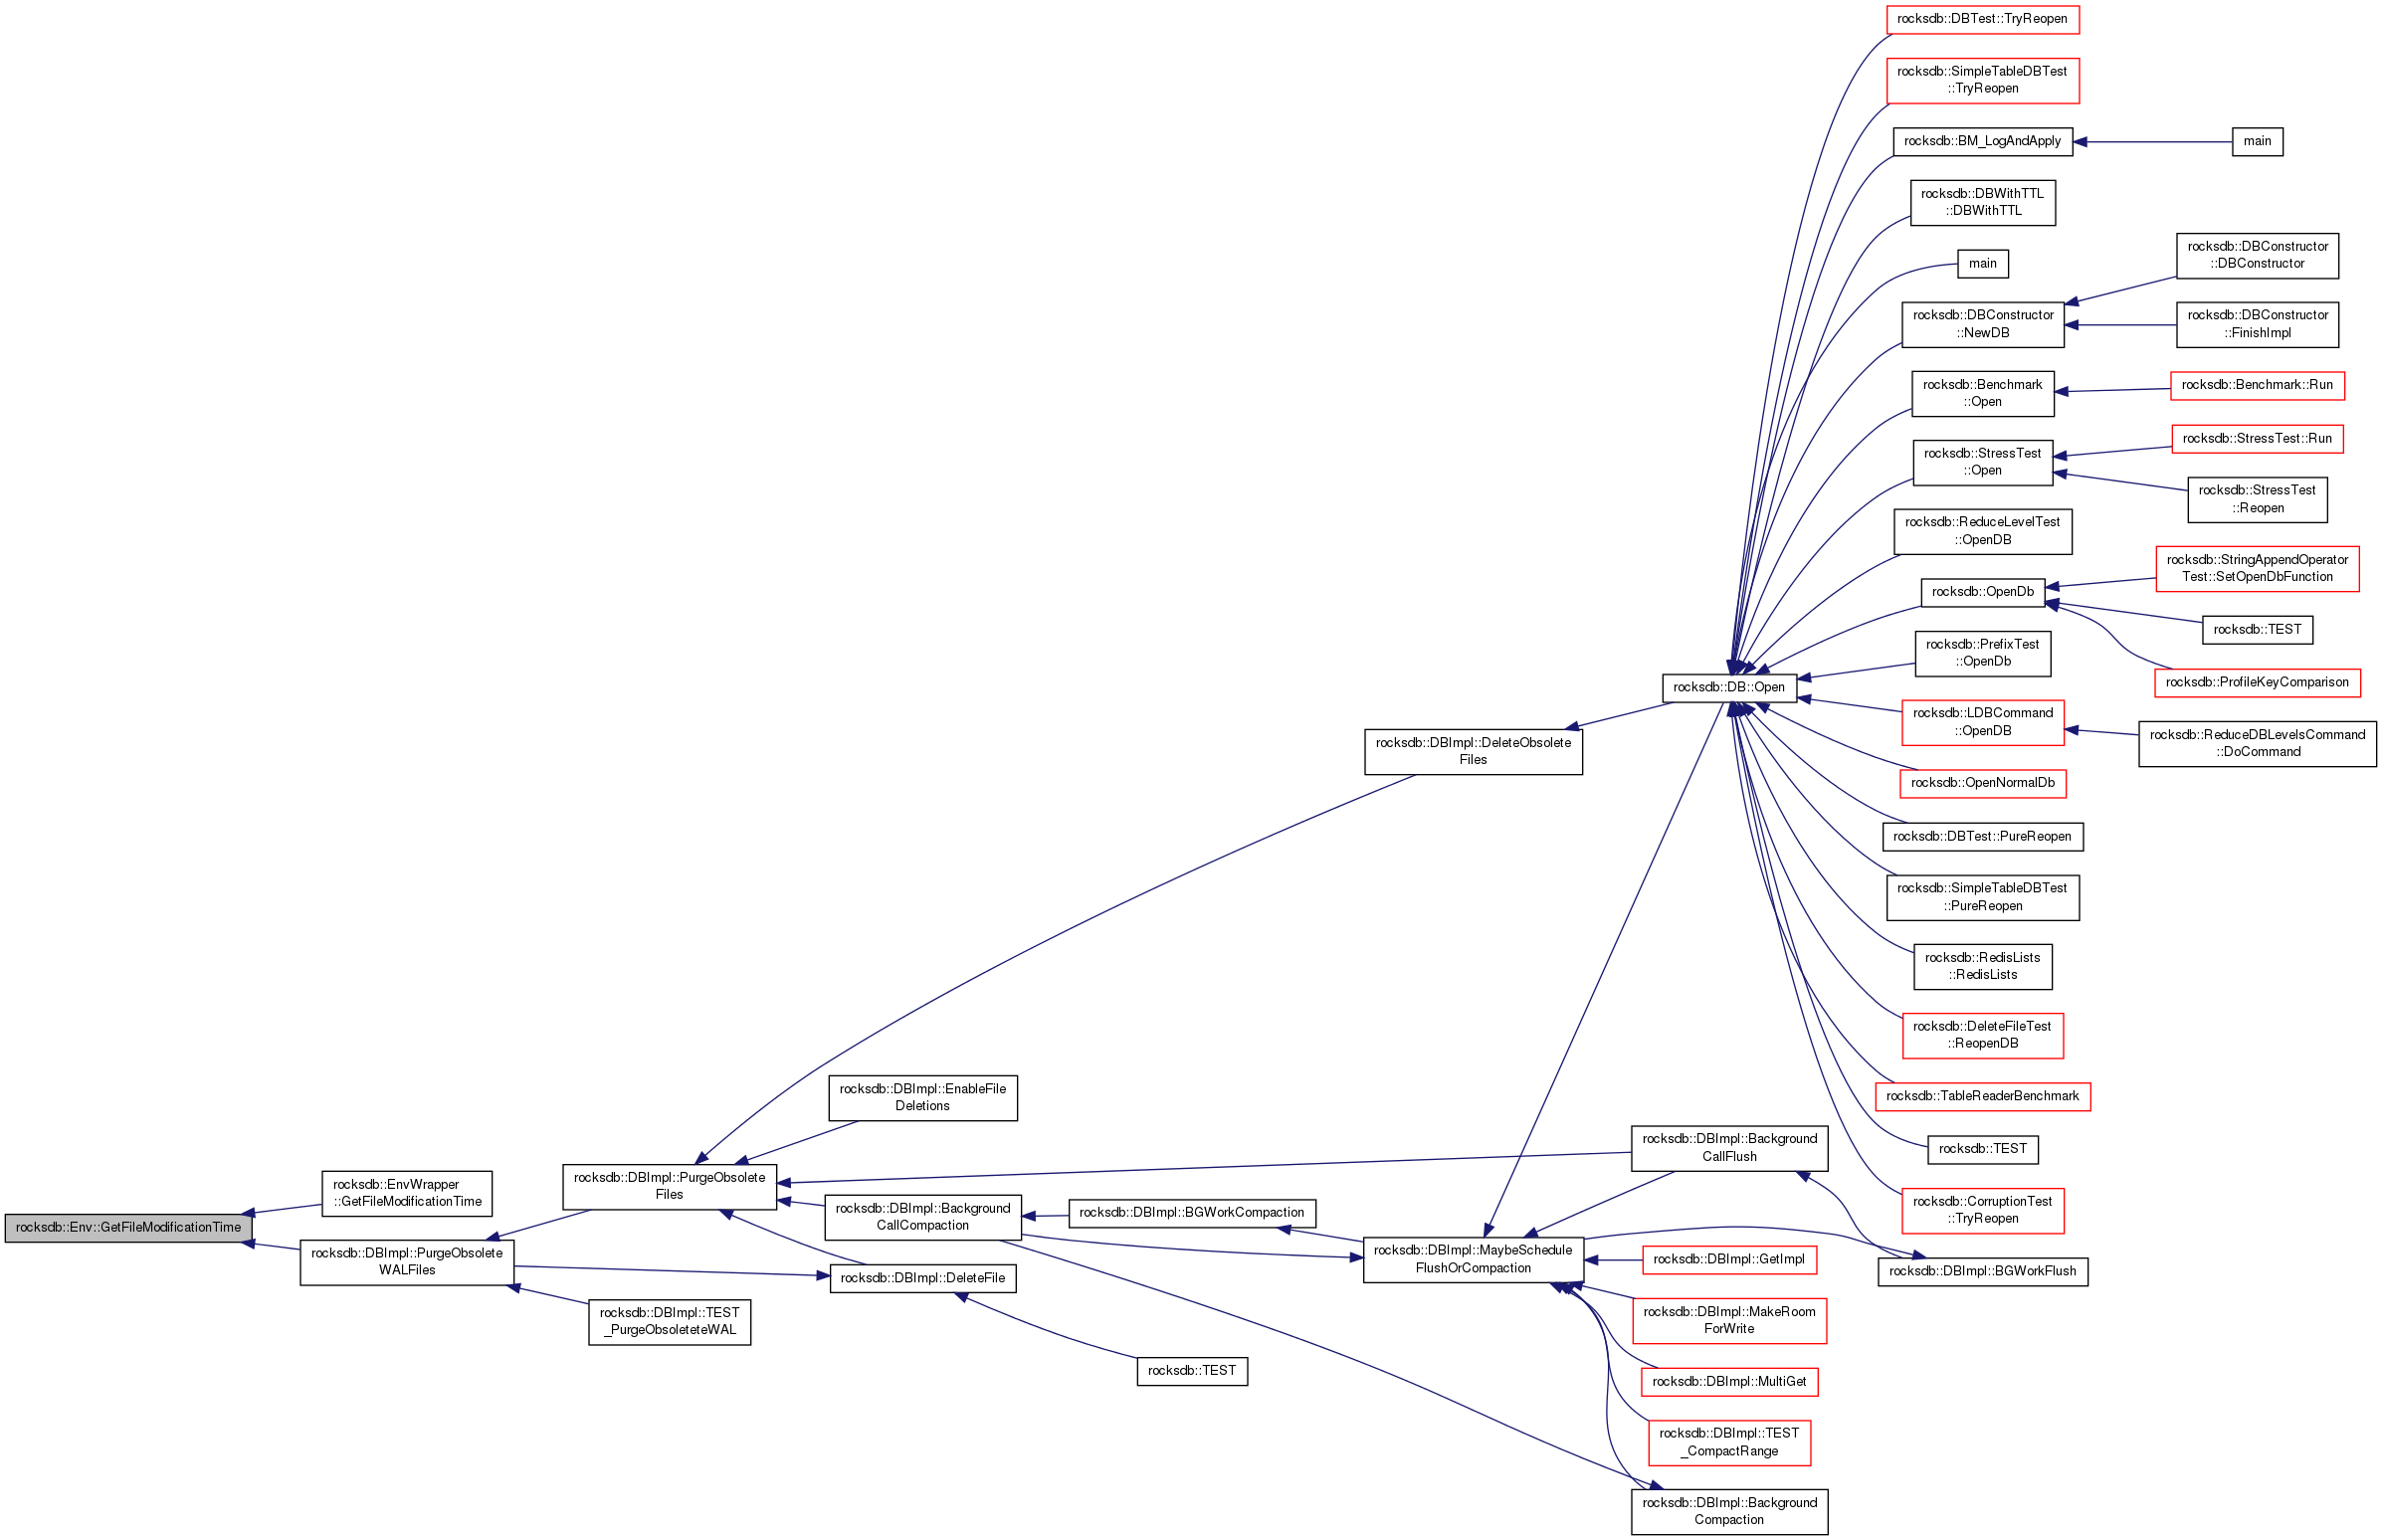 rocksdb::DBTest::TryReopen
rocksdb::SimpleTableDBTest
::TryReopen
rocksdb::BM_LogAndApply
main
rocksdb::DBWithTTL
::DBWithTTL
main
rocksdb::DBConstructor
::DBConstructor
rocksdb::DBConstructor
::NewDB
rocksdb::DBConstructor
::FinishImpl
rocksdb::Benchmark
::Open
rocksdb::Benchmark::Run
rocksdb::StressTest
::Open
rocksdb::StressTest::Run
rocksdb::StressTest
::Reopen
rocksdb::ReduceLevelTest
::OpenDB
rocksdb::OpenDb
rocksdb::StringAppendOperator
Test::SetOpenDbFunction
rocksdb::TEST
rocksdb::ProfileKeyComparison
rocksdb::PrefixTest
::OpenDb
rocksdb::DB::Open
rocksdb::LDBCommand
::OpenDB
rocksdb::ReduceDBLevelsCommand
::DoCommand
rocksdb::DBImpl::DeleteObsolete
Files
rocksdb::OpenNormalDb
rocksdb::DBTest::PureReopen
rocksdb::SimpleTableDBTest
::PureReopen
rocksdb::RedisLists
::RedisLists
rocksdb::DeleteFileTest
::ReopenDB
rocksdb::TableReaderBenchmark
rocksdb::TEST
rocksdb::CorruptionTest
::TryReopen
rocksdb::DBImpl::EnableFile
Deletions
rocksdb::DBImpl::Background
CallFlush
rocksdb::DBImpl::PurgeObsolete
Files
rocksdb::EnvWrapper
::GetFileModificationTime
rocksdb::Env::GetFileModificationTime
rocksdb::DBImpl::Background
CallCompaction
rocksdb::DBImpl::BGWorkCompaction
rocksdb::DBImpl::PurgeObsolete
WALFiles
rocksdb::DBImpl::MaybeSchedule
FlushOrCompaction
rocksdb::DBImpl::GetImpl
rocksdb::DBImpl::BGWorkFlush
rocksdb::DBImpl::DeleteFile
rocksdb::DBImpl::TEST
_PurgeObsoleteteWAL
rocksdb::DBImpl::MakeRoom
ForWrite
rocksdb::TEST
rocksdb::DBImpl::MultiGet
rocksdb::DBImpl::TEST
_CompactRange
rocksdb::DBImpl::Background
Compaction